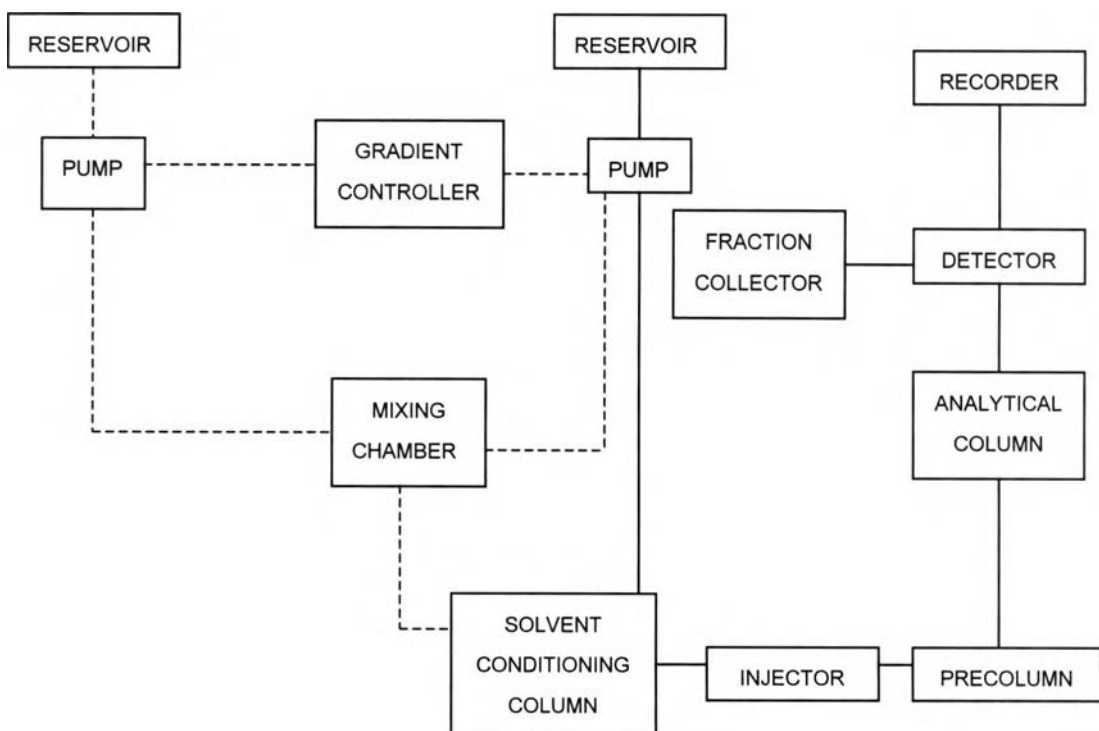 RESERVOIR
RESERVOIR
RECORDER
PUMP
GRADIENT
CONTROLLER
PUMP
FRACTION
COLLECTOR
DETECTOR
MIXING
CHAMBER
ANALYTICAL
COLUMN
SOLVENT
CONDITIONING
COLUMN
INJECTOR
PRECOLUMN